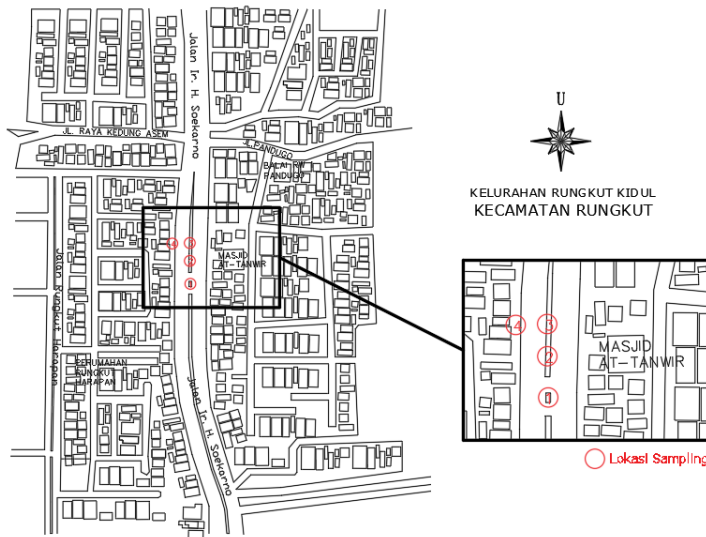 Jalan Ir. H. Soekarno
JL. RAYA KEDUNG ASEM
JL.PANDUGO
BALAI RW
PANDUGO
Jalan Rungkut Harapan
MASJID
AT-TANWIR
4
3
2
PERUMAHAN
RUNGKUT
HARAPAN
Jalan Ir. H. Soekarno
U
KELURAHAN RUNGKUT KIDUL
KECAMATAN RUNGKUT
4
3
2
MASJID
AT-TANWIR
Lokasi Sampling